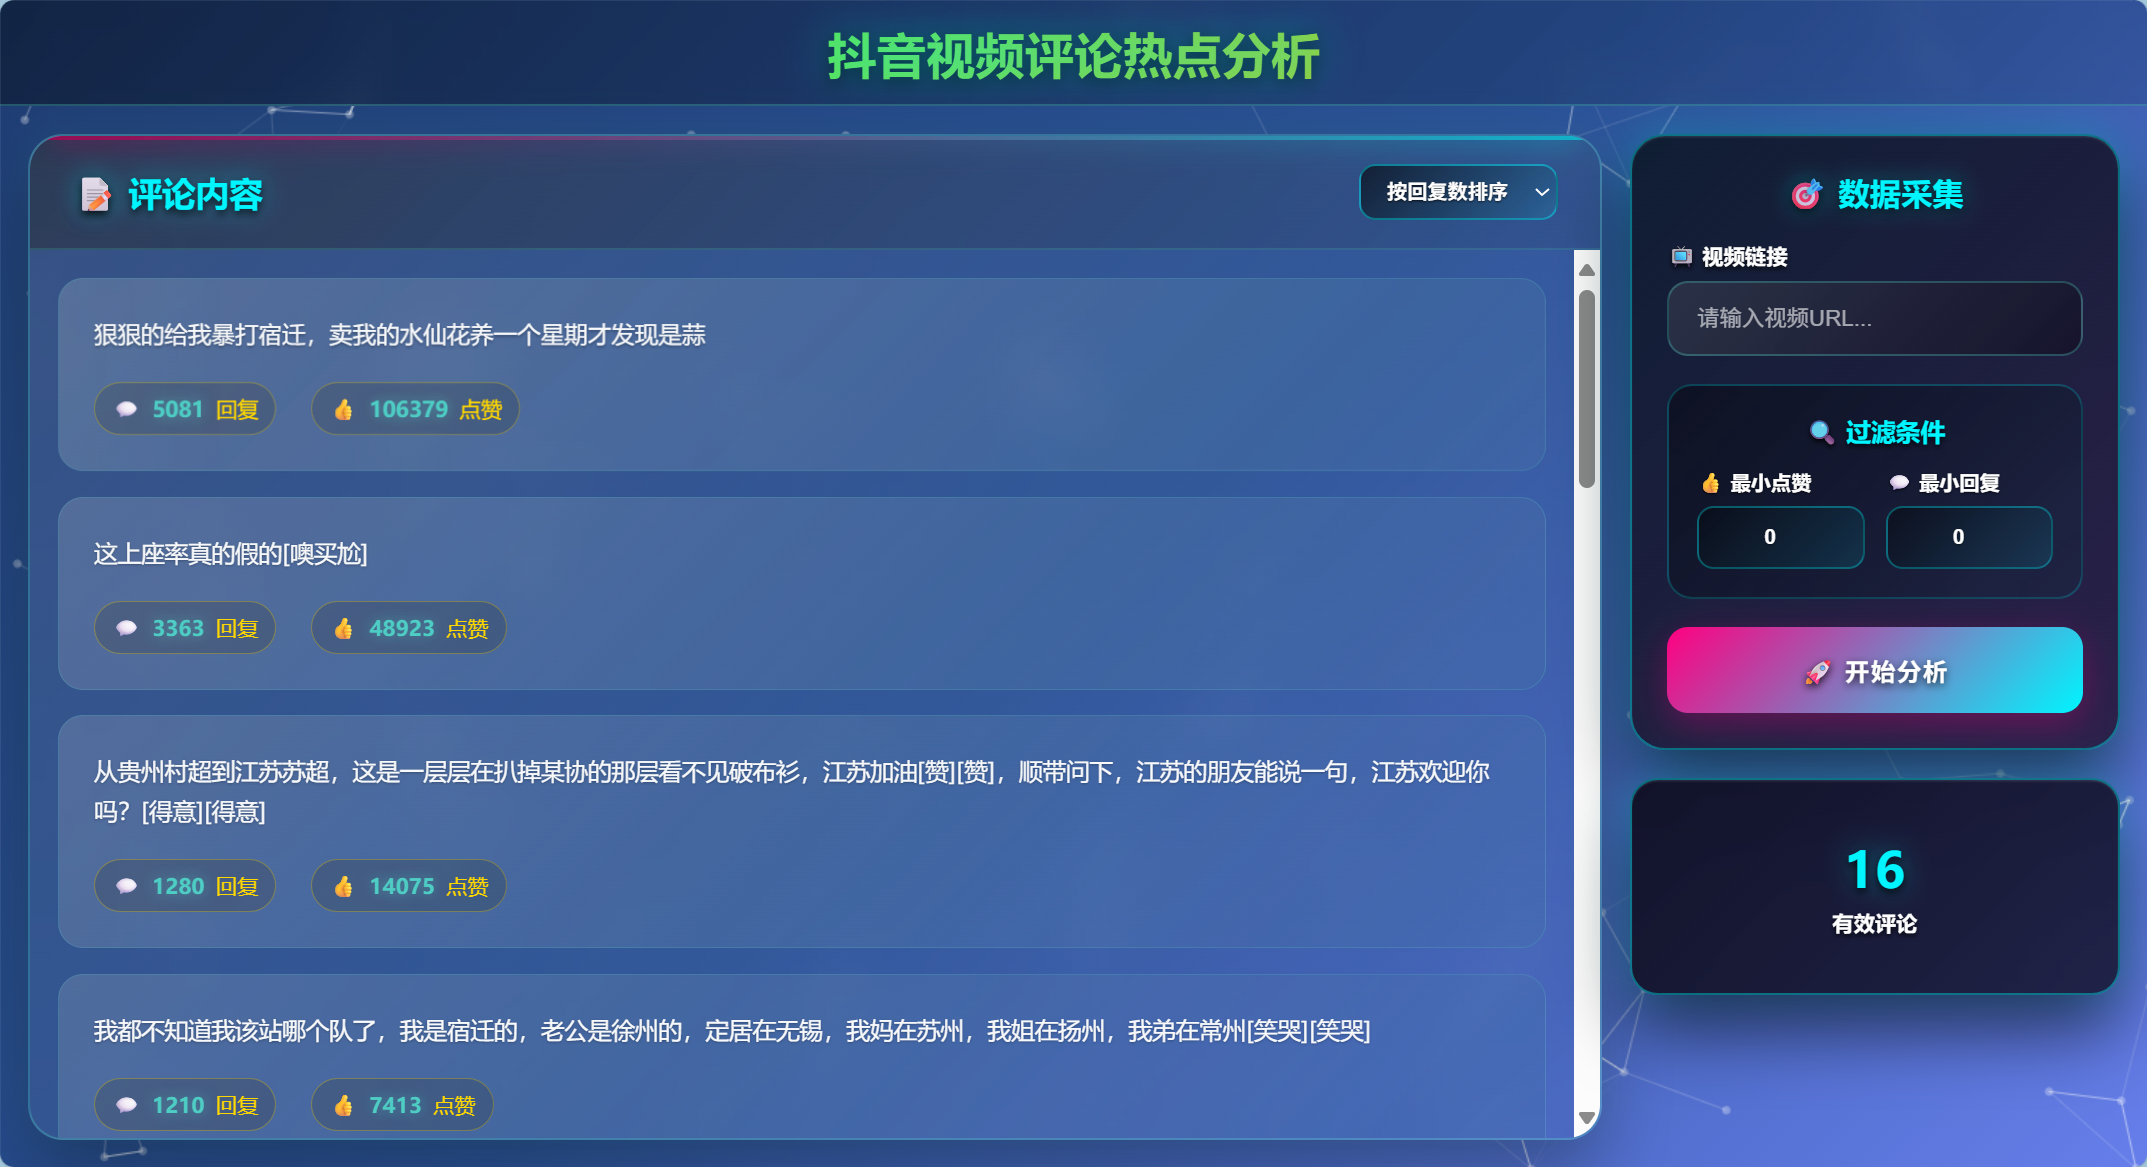 抖音视频评论热点分析
评论内容
按回复数排序
狠狠的给我暴打宿迁，卖我的水仙花养一个星期才发现是蒜
5081 回复
106379 点赞
这上座率真的假的[噢买尬]
3363 回复
48923 点赞
从贵州村超到江苏苏超，这是一层层在扒掉某协的那层看不见破布衫，江苏加油[赞][赞]，顺带问下，江苏的朋友能说一句，江苏欢迎你
吗？[得意][得意]
1280 回复
14075 点赞
我都不知道我该站哪个队了，我是宿迁的，老公是徐州的，定居在无锡，我妈在苏州，我姐在扬州，我弟在常州[笑哭][笑哭]
1210 回复
7413 点赞
数据采集
视频链接
请输入视频URL...
过滤条件
最小点赞
最小回复
0
0
开始分析
16
有效评论